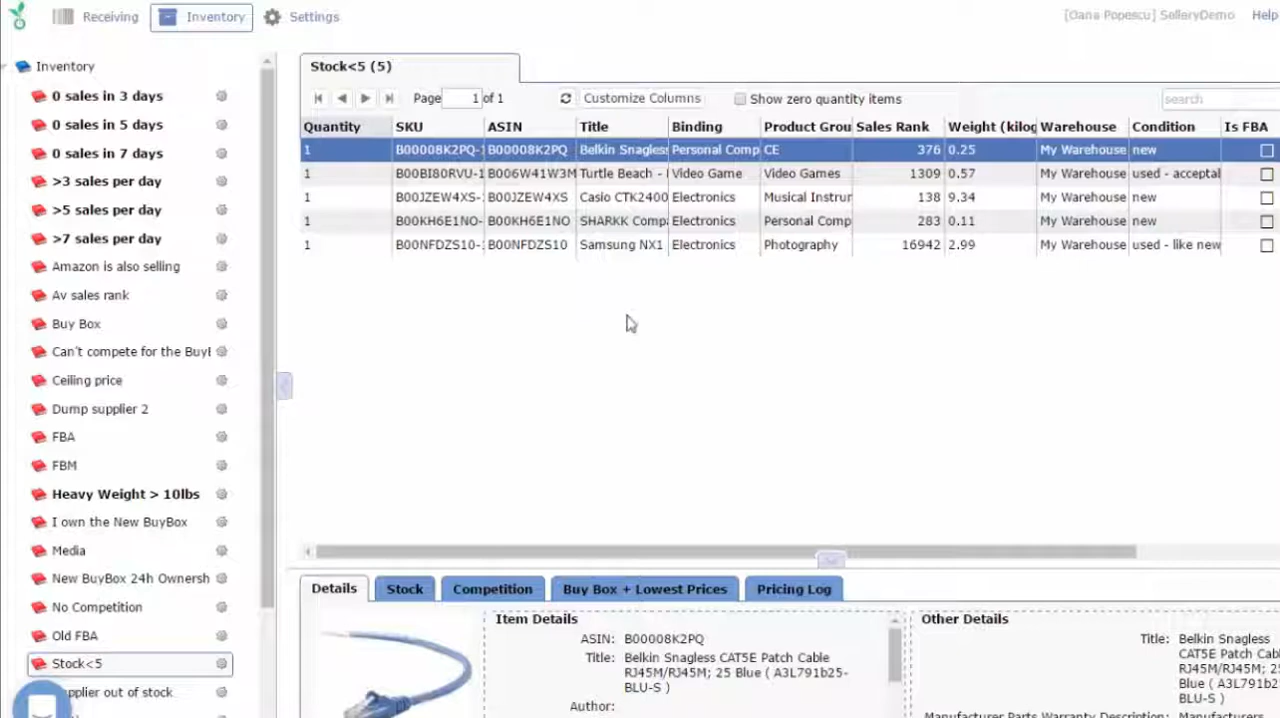 Receiving Inventory Settings [Oana Popescu] SelleryDemo Help
Inventory
0 sales in 3 days
0 sales in 5 days
0 sales in 7 days
>3 sales per day
>5 sales per day
>7 sales per day
Amazon is also selling
Av sales rank
Buy Box
Can't compete for the BuyB
Ceiling price
Dump supplier 2
FBA
FBM
Heavy Weight > 10lbs
I own the New BuyBox
Media
New BuyBox 24h Ownersh
No Competition
Old FBA
Stock<5
upplier out of stock
Stock<5 (5)
Page 1 of 1 Customize Columns Show zero quantity items search
Quantity SKU ASIN Title Binding Product Grou Sales Rank Weight (kilog Warehouse Condition Is FBA
1 B00008K2PQ-1 B00008K2PQ Belkin Snagless Personal Comp CE 376 0.25 My Warehouse new
1 B00BI80RVU-1 B006W41W3M Turtle Beach - Video Game Video Games 1309 0.57 My Warehouse used - acceptal
1 B00JZEW4XS- B00JZEW4XS Casio CTK2400 Electronics Musical Instrur 138 9.34 My Warehouse new
1 B00KH6E1NO- B00KH6E1NO SHARKK Comp Electronics Personal Comp 283 0.11 My Warehouse new
1 B00NFDZS10- B00NFDZS10 Samsung NX1 Electronics Photography 16942 2.99 My Warehouse used - like new
Details Stock Competition Buy Box + Lowest Prices Pricing Log
Item Details
ASIN: B00008K2PQ
Title: Belkin Snagless CAT5E Patch Cable
RJ45M/RJ45M; 25 Blue ( A3L791b25-
BLU-S )
Author:
Other Details
Title: Belkin Snagless
CAT5E Patch Cabl
RJ45M/RJ45M; 25
Blue ( A3L791b25-
BLU-S )
Manufacturer Parts Warranty Description: Manufacturers